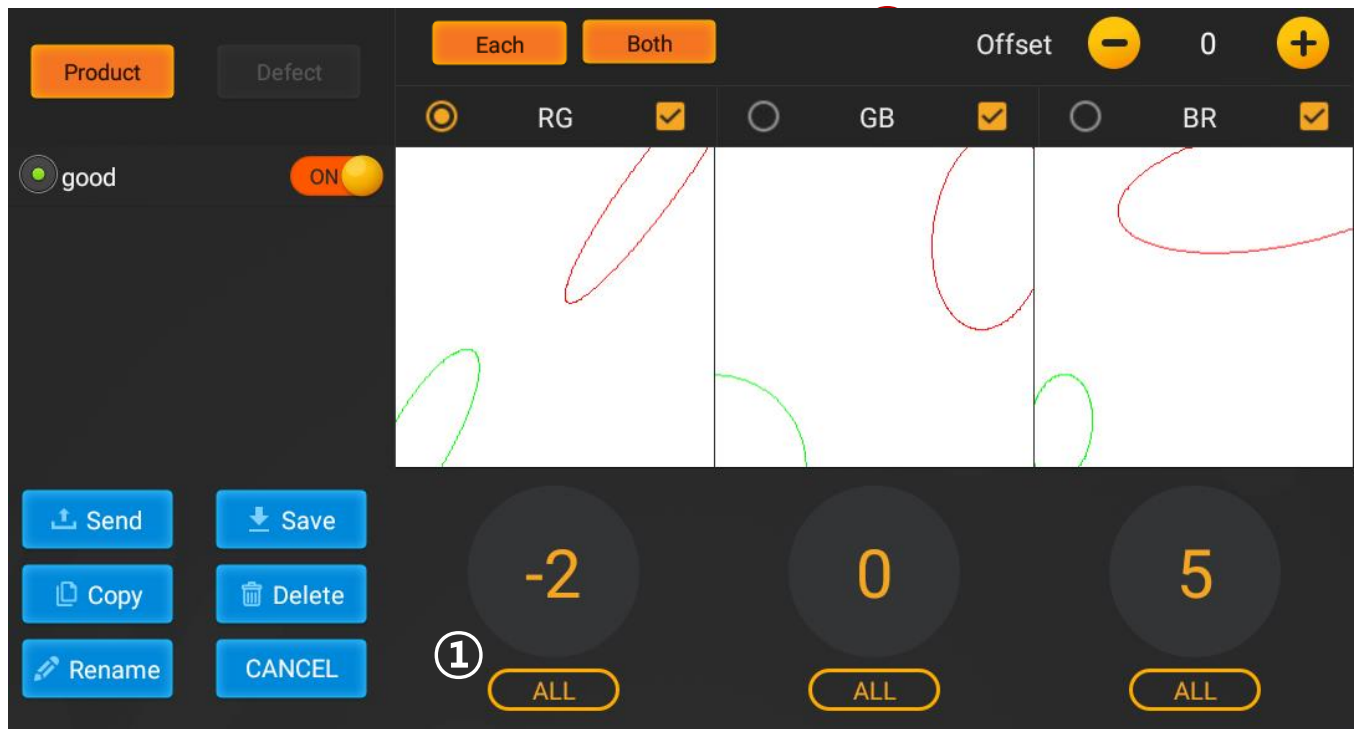 Product
Defect
Each
Both
Offset
0
RG
GB
BR
good
ON
Send
Save
Copy
Delete
Rename
CANCEL
-2
0
5
①
ALL
ALL
ALL